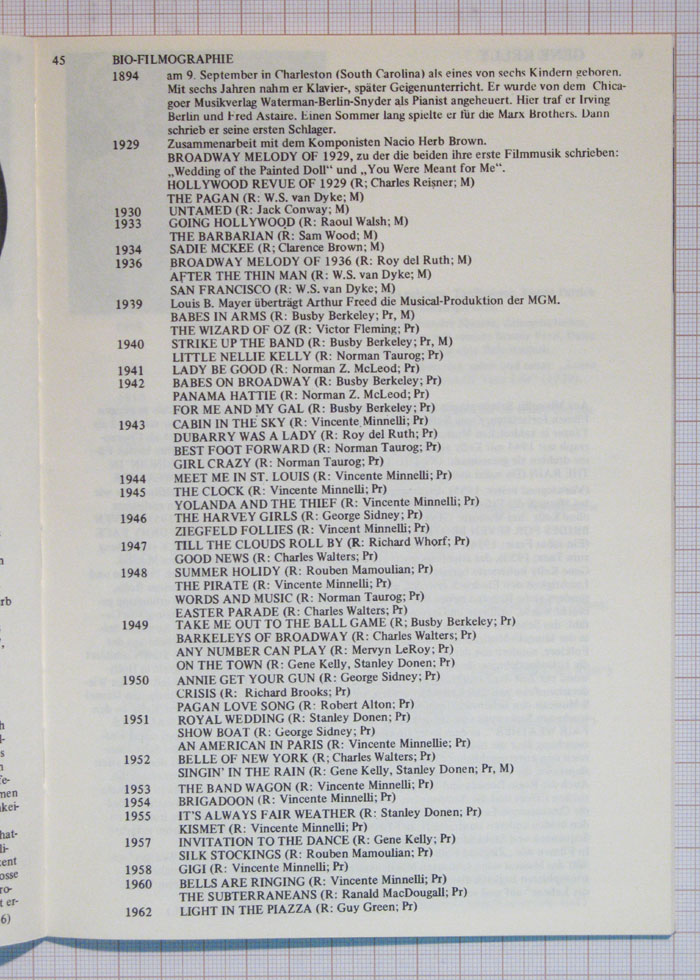 45 BIO-FILMOGRAPHIE
1894 am 9. September in Charleston (South Carolina) als eines von sechs Kindern geboren.
Mit sechs Jahren nahm er Klavier-, später Geigenunterricht. Er wurde von dem Chica-
goer Musikverlag Waterman-Berlin-Snyder als Pianist angeheuert. Hier traf er Irving
Berlin und Fred Astaire. Einen Sommer lang spielte er für die Marx Brothers. Dann
schrieb er seine ersten Schlager.
1929 Zusammenarbeit mit dem Komponisten Nacio Herb Brown.
BROADWAY MELODY OF 1929, zu der die beiden ihre erste Filmmusik schrieben:
„Wedding of the Painted Doll“ und „You Were Meant for Me“.
HOLLYWOOD REVUE OF 1929 (R; Charles Reisner; M)
THE PAGAN (R: W.S. van Dyke; M)
1930 UNTAMED (R: Jack Conway; M)
1933 GOING HOLLYWOOD (R: Raoul Walsh; M)
THE BARBARIAN (R: Sam Wood; M)
1934 SADIE MCKEE (R; Clarence Brown; M)
1936 BROADWAY MELODY OF 1936 (R: Roy del Ruth; M)
AFTER THE THIN MAN (R: W.S. van Dyke; M)
SAN FRANCISCO (R: W.S. van Dyke; M)
1939 Louis B. Mayer überträgt Arthur Freed die Musical-Produktion der MGM.
BABES IN ARMS (R: Busby Berkeley; Pr, M)
THE WIZARD OF OZ (R: Victor Fleming; Pr)
1940 STRIKE UP THE BAND (R: Busby Berkeley; Pr, M)
LITTLE NELLIE KELLY (R: Norman Taurog; Pr)
1941 LADY BE GOOD (R: Norman Z. McLeod; Pr)
1942 BABES ON BROADWAY (R: Busby Berkeley; Pr)
PANAMA HATTIE (R: Norman Z. McLeod; Pr)
FOR ME AND MY GAL (R: Busby Berkeley; Pr)
1943 CABIN IN THE SKY (R: Vincente Minnelli; Pr)
DUBARRY WAS A LADY (R: Roy del Ruth; Pr)
BEST FOOT FORWARD (R: Norman Taurog; Pr)
GIRL CRAZY (R: Norman Taurog; Pr)
1944 MEET ME IN ST. LOUIS (R: Vincente Minnelli; Pr)
1945 THE CLOCK (R: Vincente Minnelli; Pr)
YOLANDA AND THE THIEF (R: Vincente Minnelli; Pr)
1946 THE HARVEY GIRLS (R: George Sidney; Pr)
ZIEGFELD FOLLIES (R: Vincent Minnelli; Pr)
1947 TILL THE CLOUDS ROLL BY (R: Richard Whorf; Pr)
GOOD NEWS (R: Charles Walters; Pr)
1948 SUMMER HOLIDY (R: Rouben Mamoulian; Pr)
THE PIRATE (R: Vincente Minnelli; Pr)
WORDS AND MUSIC (R: Norman Taurog; Pr)
EASTER PARADE (R: Charles Walters; Pr)
1949 TAKE ME OUT TO THE BALL GAME (R; Busby Berkeley; Pr)
BARKELEYS OF BROADWAY (R: Charles Walters; Pr)
ANY NUMBER CAN PLAY (R: Mervyn LeRoy; Pr)
ON THE TOWN (R: Gene Kelly, Stanley Donen; Pr)
1950 ANNIE GET YOUR GUN (R: George Sidney; Pr)
CRISIS (R: Richard Brooks; Pr)
PAGAN LOVE SONG (R: Robert Alton; Pr)
1951 ROYAL WEDDING (R: Stanley Donen; Pr)
SHOW BOAT (R: George Sidney; Pr)
AN AMERICAN IN PARIS (R: Vincente Minnellie; Pr)
1952 BELLE OF NEW YORK (R; Charles Walters; Pr)
SINGIN' IN THE RAIN (R: Gene Kelly, Stanley Donen; Pr, M)
1953 THE BAND WAGON (R: Vincente Minnelli; Pr)
1954 BRIGADOON (R: Vincente Minnelli; Pr)
1955 IT'S ALWAYS FAIR WEATHER (R: Stanley Donen; Pr)
KISMET (R: Vincente Minnelli; Pr)
1957 INVITATION TO THE DANCE (R: Gene Kelly; Pr)
SILK STOCKINGS (R: Rouben Mamoulian; Pr)
1958 GIGI (R: Vincente Minnelli; Pr)
1960 BELLS ARE RINGING (R: Vincente Minnelli; Pr)
THE SUBTERRANEANS (R: Ranald MacDougall; Pr)
1962 LIGHT IN THE PIAZZA (R: Guy Green; Pr)